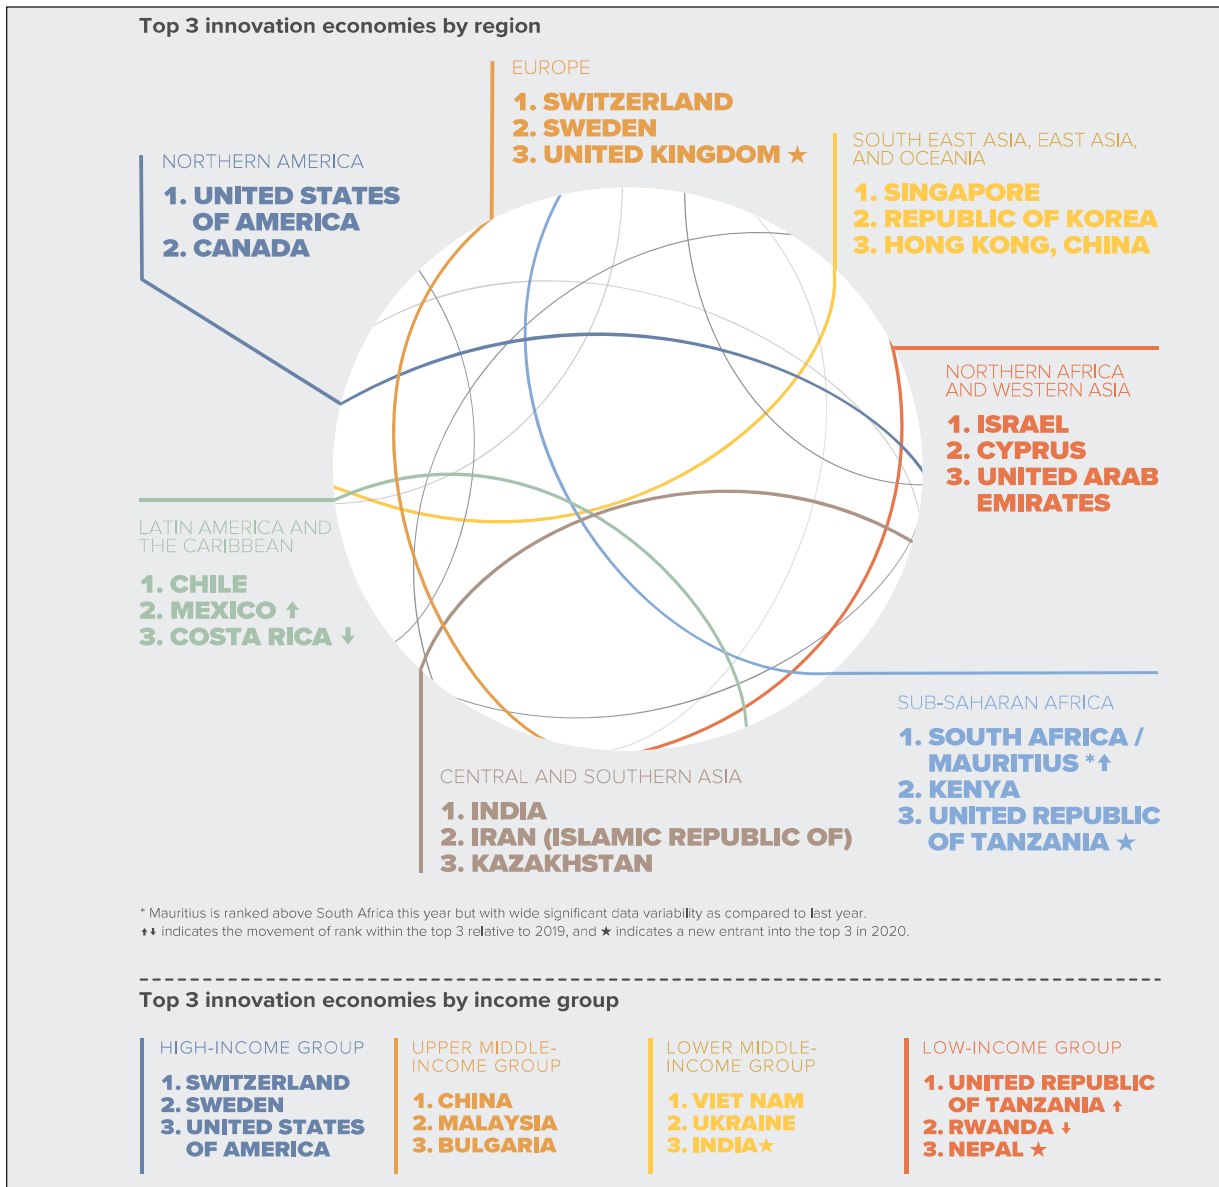 Top 3 innovation economies by region
EUROPE
1. SWITZERLAND
2. SWEDEN
3. UNITED KINGDOM ★
NORTHERN AMERICA
1. UNITED STATES
OF AMERICA
2. CANADA
SOUTH EAST ASIA, EAST ASIA,
AND OCEANIA
1. SINGAPORE
2. REPUBLIC OF KOREA
3. HONG KONG, CHINA
NORTHERN AFRICA
AND WESTERN ASIA
1. ISRAEL
2. CYPRUS
3. UNITED ARAB
EMIRATES
LATIN AMERICA AND
THE CARIBBEAN
1. CHILE
2. MEXICO ↑
3. COSTA RICA ↓
SUB-SAHARAN AFRICA
1. SOUTH AFRICA /
MAURITIUS *↑
2. KENYA
3. UNITED REPUBLIC
OF TANZANIA ★
CENTRAL AND SOUTHERN ASIA
1. INDIA
2. IRAN (ISLAMIC REPUBLIC OF)
3. KAZAKHSTAN
* Mauritius is ranked above South Africa this year but with wide significant data variability as compared to last year.
↑↓ indicates the movement of rank within the top 3 relative to 2019, and ★ indicates a new entrant into the top 3 in 2020.
Top 3 innovation economies by income group
HIGH-INCOME GROUP
1. SWITZERLAND
2. SWEDEN
3. UNITED STATES
OF AMERICA
UPPER MIDDLE-
INCOME GROUP
1. CHINA
2. MALAYSIA
3. BULGARIA
LOWER MIDDLE-
INCOME GROUP
1. VIET NAM
2. UKRAINE
3. INDIA★
LOW-INCOME GROUP
1. UNITED REPUBLIC
OF TANZANIA ↑
2. RWANDA ↓
3. NEPAL ★